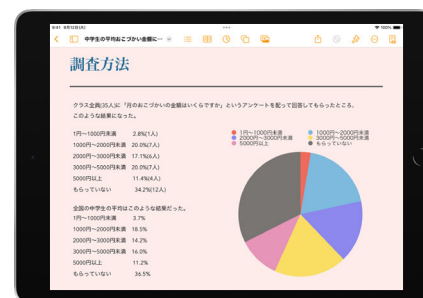 9:41 8月12日(火)
100%
中学生の平均おこづかい金額に…
調査方法
クラス全員(35人)に「月のおこづかいの金額はいくらですか」というアンケートを配って回答してもらったところ、
このような結果になった。
1円〜1000円未満 2.8%(1人)
1000円〜2000円未満 20.0%(7人)
2000円〜3000円未満 17.1%(6人)
3000円〜5000円未満 20.0%(7人)
5000円以上 11.4%(4人)
もらっていない 34.2%(12人)
1円〜1000円未満 1000円〜2000円未満
2000円〜3000円未満 3000円〜5000円未満
5000円以上 もらっていない
全国の中学生の平均はこのような結果だった。
1円〜1000円未満 3.7%
1000円〜2000円未満 18.5%
2000円〜3000円未満 14.2%
3000円〜5000円未満 16.0%
5000円以上 11.2%
もらっていない 36.5%